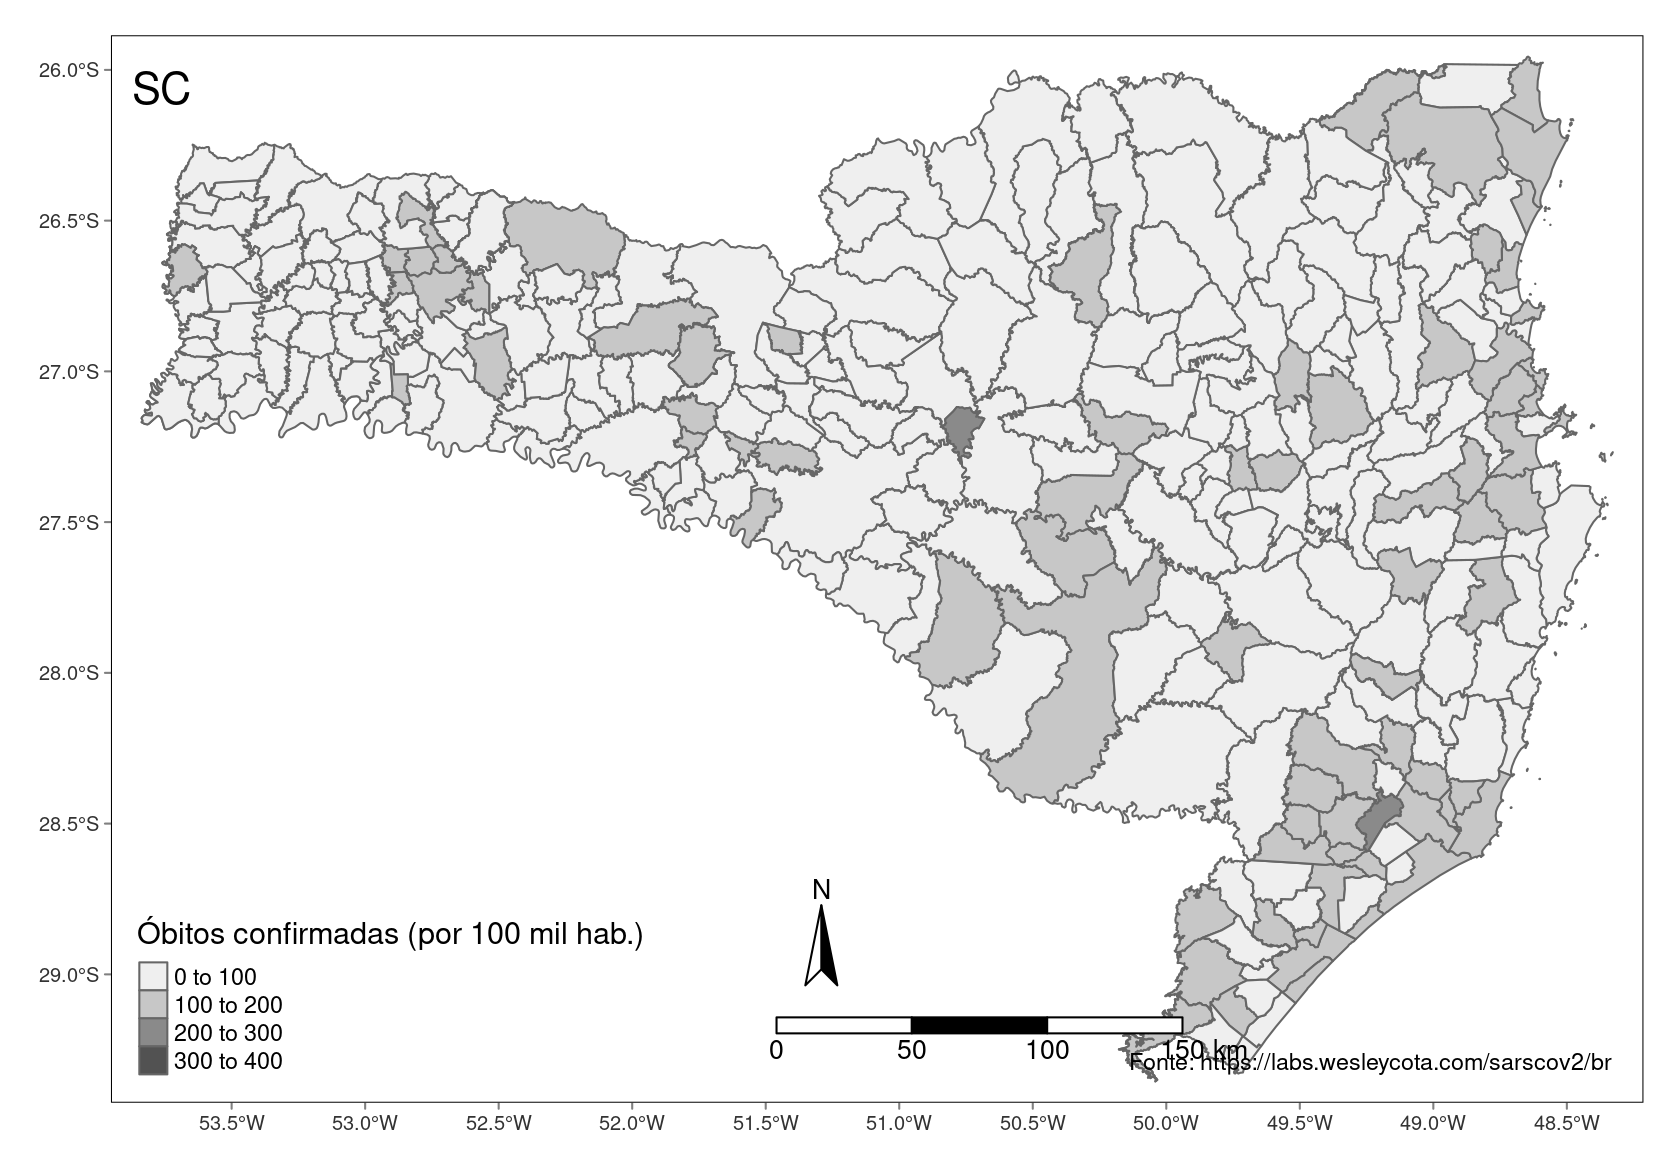 SC
26.0°S
26.5°S
27.0°S
27.5°S
28.0°S
28.5°S
29.0°S
N
Óbitos confirmadas (por 100 mil hab.)
0 to 100
100 to 200
200 to 300
300 to 400
0 50 100 150 km
Fonte: https://labs.wesleycota.com/sarscov2/br
53.5°W 53.0°W 52.5°W 52.0°W 51.5°W 51.0°W 50.5°W 50.0°W 49.5°W 49.0°W 48.5°W